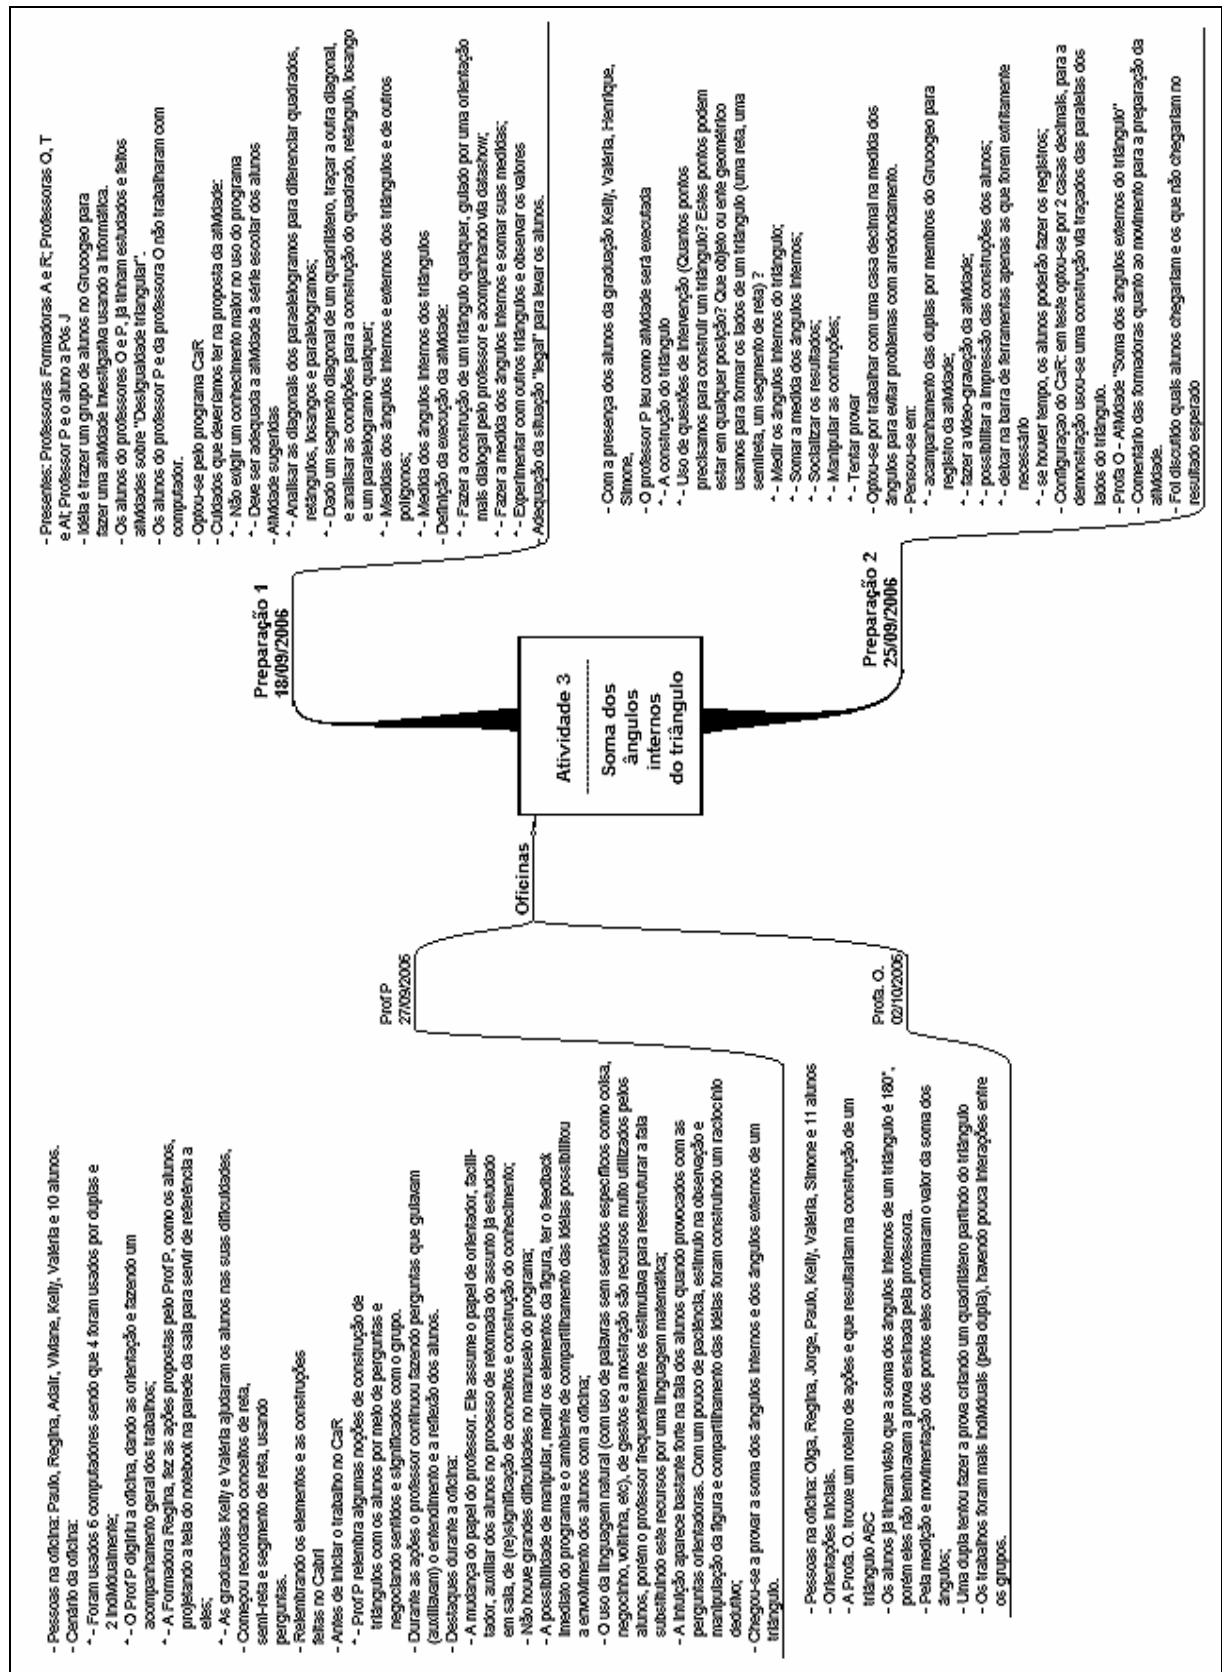 Atividade 3
Soma dos
ângulos
internos
do triângulo
Preparação 1
18/09/2006
- Presentes: Professoras Formadoras A e R; Professoras O, T
e Al; Professor P e o aluno a Pós J
- Idéia é trazer um grupo de alunos no Grucogeo para
fazer uma atividade investigativa usando a informática.
- Os alunos do professores O e P, já tinham estudados e feitos
atividades sobre "Desigualdade triangular".
- Os alunos do professor P e da professora O não trabalharam com
computador.
- Optou-se pelo programa CaR
- Cuidados que deveríamos ter na proposta da atividade:
^ - Não exigir um conhecimento maior no uso do programa
^ - Deve ser adequada a atividade à série escolar dos alunos
- Atividade sugeridas
^ - Analisar as diagonais dos paralelogramos para diferenciar quadrados,
retângulos, losangos e paralelogramos;
^ - Dado um segmento diagonal de um quadrilátero, traçar a outra diagonal,
e analisar as condições para a construção do quadrado, retângulo, losango
e um paralelogramo qualquer;
^ - Medidas dos ângulos internos e externos dos triângulos e de outros
polígonos;
^ - Medida dos ângulos internos dos triângulos
- Definição da execução da atividade:
^ - Fazer a construção de um triângulo qualquer, guiado por uma orientação
mais dialogal pelo professor e acompanhando via datashow;
^ - Fazer a medida dos ângulos internos e somar suas medidas;
^ - Experimentar com outros triângulos e observar os valores
- Adequação da situação "legal" para levar os alunos.
Preparação 2
25/09/2006
- Com a presença dos alunos da graduação Kelly, Valéria, Henrique,
Simone,
- O professor P leu como atividade será executada
^ - A construção do triângulo
^ - Uso de questões de intervenção (Quantos pontos
precisamos para construir um triângulo? Estes pontos podem
estar em qualquer posição? Que objeto ou ente geométrico
usamos para formar os lados de um triângulo (uma reta, uma
semireta, um segmento de reta) ?
^ - Medir os ângulos internos do triângulo;
^ - Somar a medida dos ângulos internos;
^ - Socializar os resultados;
^ - Manipular as contruções;
^ - Tentar provar
- Optou-se por trabalhar com uma casa decimal na medida dos
ângulos para evitar problemas com arredondamento.
- Pensou-se em:
^ - acompanhamento das duplas por membros do Grucogeo para
registro da atividade;
^ - fazer a vídeo-gravação da atividade;
^ - possibilitar a impressão das construções dos alunos;
^ - deixar na barra de ferramentas apenas as que forem extritamente
necessário
^ - se houver tempo, os alunos poderão fazer os registros;
- Configuraçao do CaR: em teste optou-se por 2 casas decimais, para a
demonstração usou-se uma construção via traçados das paralelas dos
lados do triângulo.
- Profa O - Atividade "Soma dos ângulos externos do triângulo"
- Comentário das formadoras quanto ao movimento para a preparação da
atividade.
- Foi discutido quais alunos chegariam e os que não chegariam no
resultado esperado
Oficinas
Prof P
27/09/2006
- Pessoas na oficina: Paulo, Regina, Adair, Viviane, Kelly, Valéria e 10 alunos.
- Cenário da oficina:
^ - Foram usados 6 computadores sendo que 4 foram usados por duplas e
2 individualmente;
^ - O Prof P digiriu a oficina, dando as orientação e fazendo um
acompanhamento geral dos trabalhos;
^ - A Formadora Regina, fez as ações propostas pelo Prof P, como os alunos,
projetando a tela do notebook na parede da sala para servir de referência a
eles;
^ - As graduandas Kelly e Valéria ajudaram os alunos nas suas dificuldades,
- Começou recordando conceitos de reta,
semi-reta e segmento de reta, usando
perguntas.
- Relembrando os elementos e as construções
feitas no Cabri
- Antes de iniciar o trabalho no CaR
^ - Prof P relembra algumas noções de construção de
triângulos com os alunos por meio de perguntas e
negociando sentidos e significados com o grupo.
- Durante as ações o professor continuou fazendo perguntas que guiavam
(auxiliavam) o entendimento e a reflexão dos alunos.
- Destaques durante a oficina:
- A mudança do papel do professor. Ele assume o papel de orientador, facili-
tador, auxiliar dos alunos no processo de retomada do assunto já estudado
em sala, de (re)significação de conceitos e construção do conhecimento;
- Não houve grandes dificuldades no manuseio do programa;
- A possibilidade de manipular, medir os elementos da figura, ter o feedback
imediato do programa e o ambiente de compartilhamento das idéias possibilitou
a envolvimento dos alunos com a oficina;
- O uso da linguagem natural (com uso de palavras sem sentidos específicos como coisa,
negocinho, voltinha, etc), de gestos e a mostração são recursos muito utilizados pelos
alunos, porém o professor frequentemente os estimulava para reestruturar a fala
substituindo este recursos por uma linguagem matemática;
- A intuição aparece bastante forte na fala dos alunos quando provocados com as
perguntas orientadoras. Com um pouco de paciência, estímulo na observação e
manipulação da figura e compartilhamento das idéias foram construindo um raciocínio
dedutivo;
- Chegou-se a provar a soma dos ângulos internos e dos ângulos externos de um
triângulo.
Profa. O.
02/10/2006
- Pessoas na oficina: Olga, Regina, Jorge, Paulo, Kelly, Valéria, Simone e 11 alunos
- Orientações iniciais.
- A Profa. O. trouxe um roteiro de ações e que resultariam na construção de um
triângulo ABC
- Os alunos já tinham visto que a soma dos ângulos internos de um triângulo é 180°,
porém eles não lembravam a prova ensinada pela professora.
- Pela medição e movimentação dos pontos eles confirmaram o valor da soma dos
ângulos;
- Uma dupla tentou fazer a prova criando um quadrilátero partindo do triângulo
- Os trabalhos foram mais individuais (pela dupla), havendo pouca interações entre
os grupos.